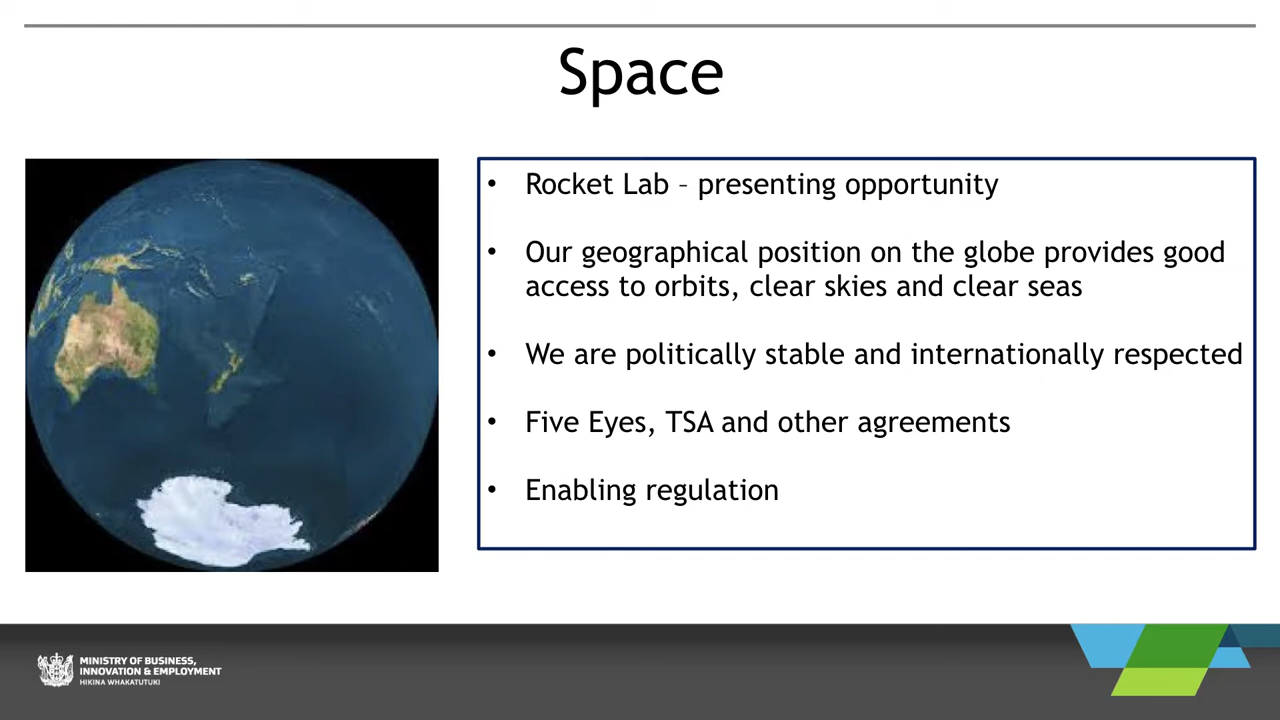 Space
• Rocket Lab – presenting opportunity
• Our geographical position on the globe provides good
access to orbits, clear skies and clear seas
• We are politically stable and internationally respected
• Five Eyes, TSA and other agreements
• Enabling regulation
MINISTRY OF BUSINESS,
INNOVATION & EMPLOYMENT
HIKINA WHAKATUTUKI